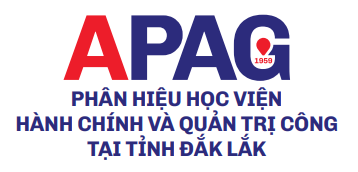 APAG
1959
PHÂN HIỆU HỌC VIỆN
HÀNH CHÍNH VÀ QUẢN TRỊ CÔNG
TẠI TỈNH ĐẮK LẮK